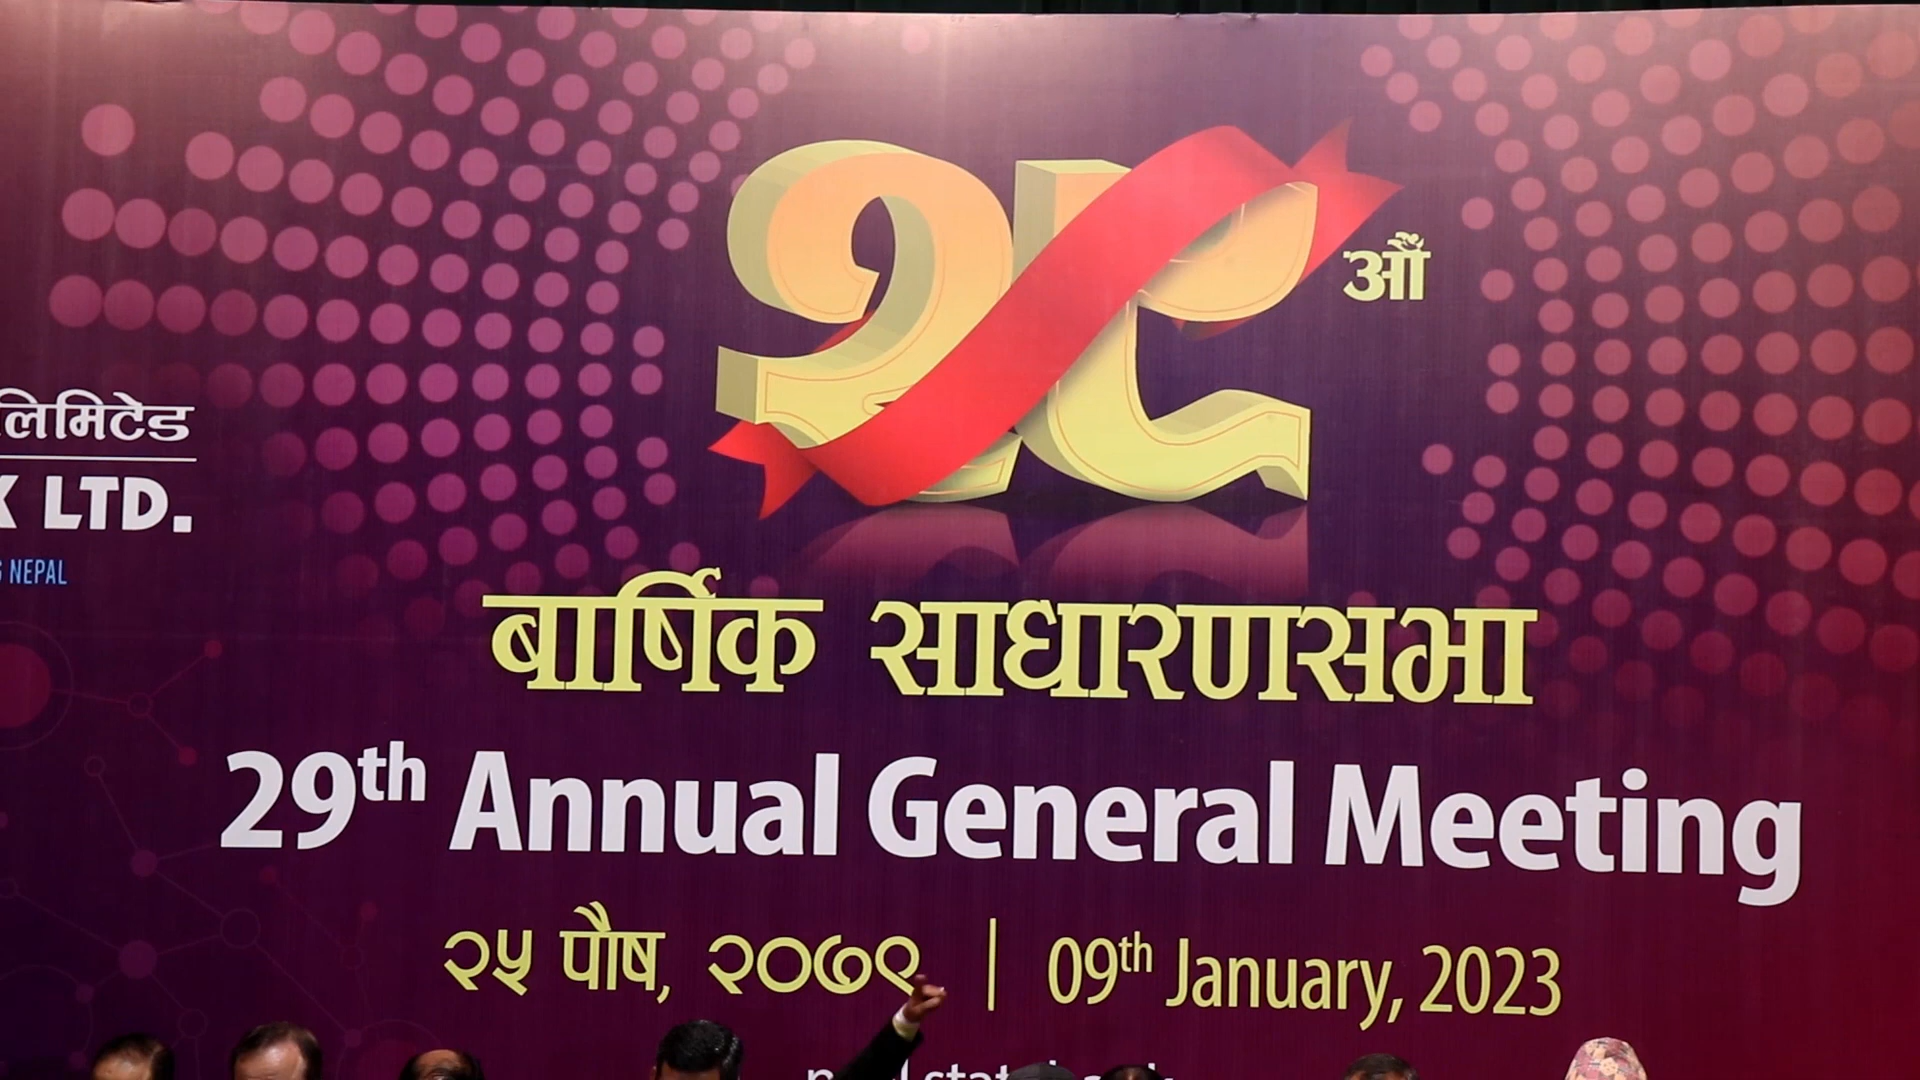 २९ औं
लिमिटेड
K LTD.
NEPAL
बार्षिक साधारणसभा
29th Annual General Meeting
२५ पौष, २०७९ | 09th January, 2023